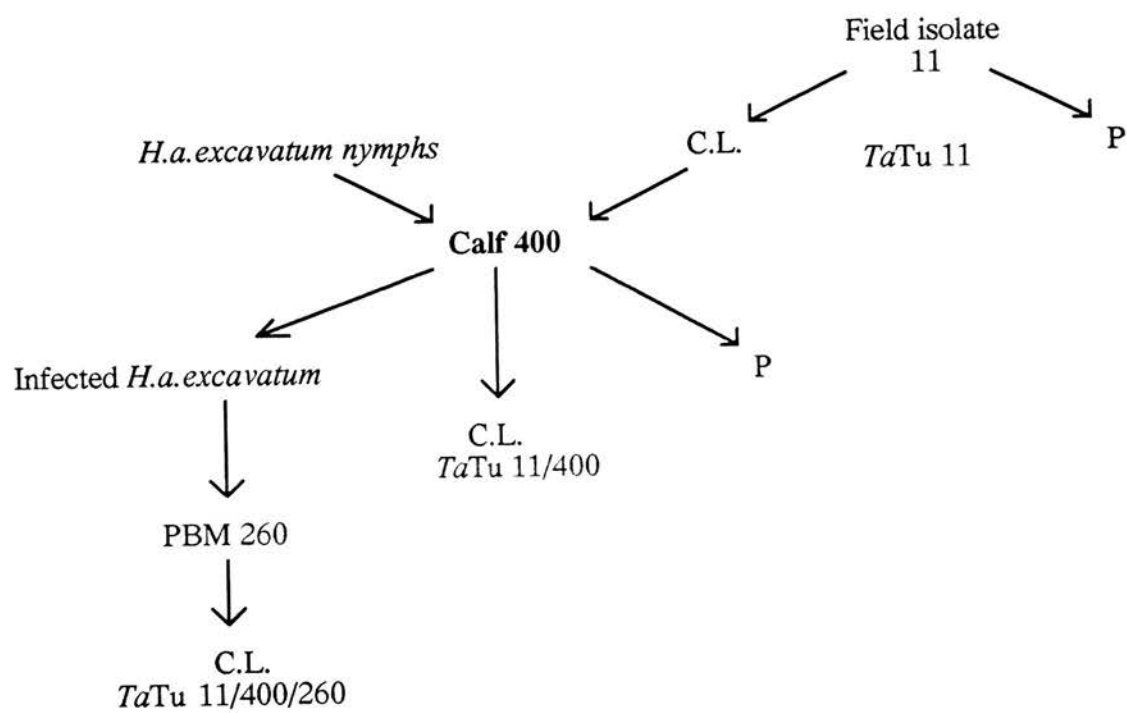 Field isolate
11
C.L.
TaTu 11
P
H.a.excavatum nymphs
Calf 400
Infected H.a.excavatum
C.L.
TaTu 11/400
P
PBM 260
C.L.
TaTu 11/400/260